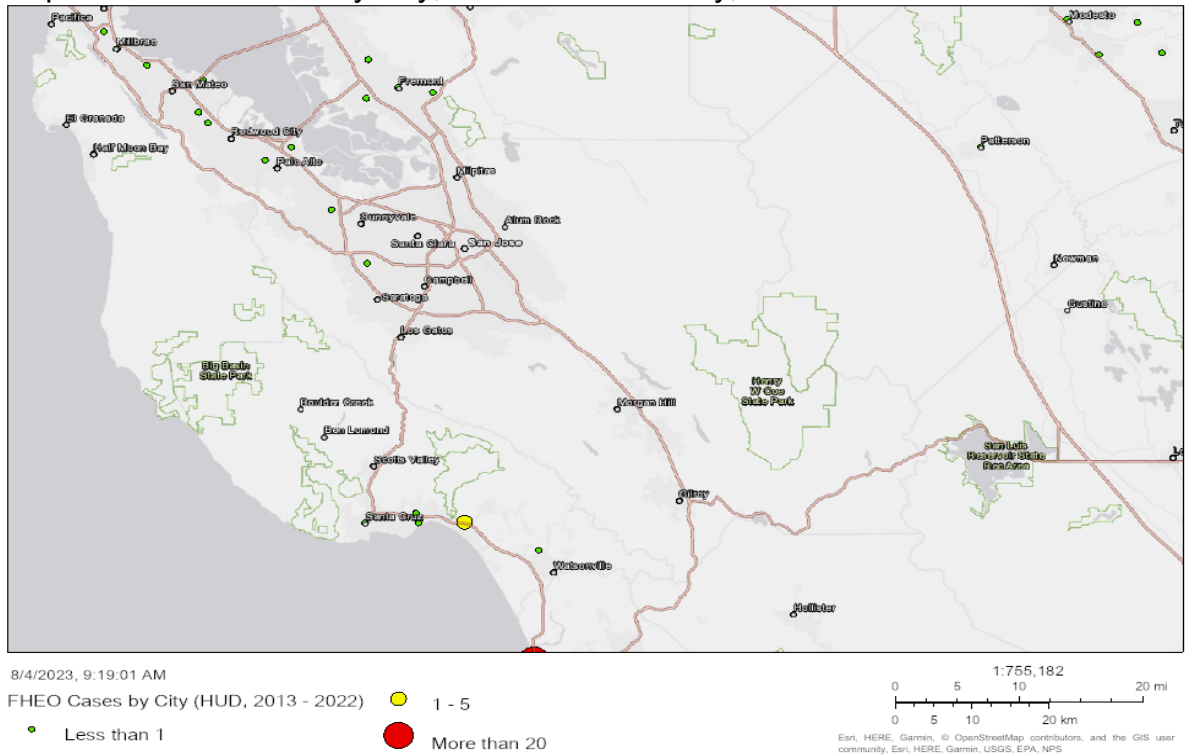 Pacifica
Millbrae
San Mateo
El Granada
Half Moon Bay
Redwood City
Palo Alto
Fremont
Milpitas
Modesto
Patterson
Sunnyvale
Alum Rock
Santa Clara
San Jose
Campbell
Saratoga
Newman
Gustine
Los Gatos
Big Basin
State Park
Henry
W Coe
State Park
Boulder Creek
Ben Lomond
Morgan Hill
Scotts Valley
San Luis
Reservoir State
Rec Area
Gilroy
Santa Cruz
Watsonville
Hollister
8/4/2023, 9:19:01 AM
FHEO Cases by City (HUD, 2013 - 2022)
Less than 1
1 - 5
More than 20
1:755,182
0 5 10 20 mi
0 5 10 20 km
Esri, HERE, Garmin, © OpenStreetMap contributors, and the GIS user
community, Esri, HERE, Garmin, USGS, EPA, NPS